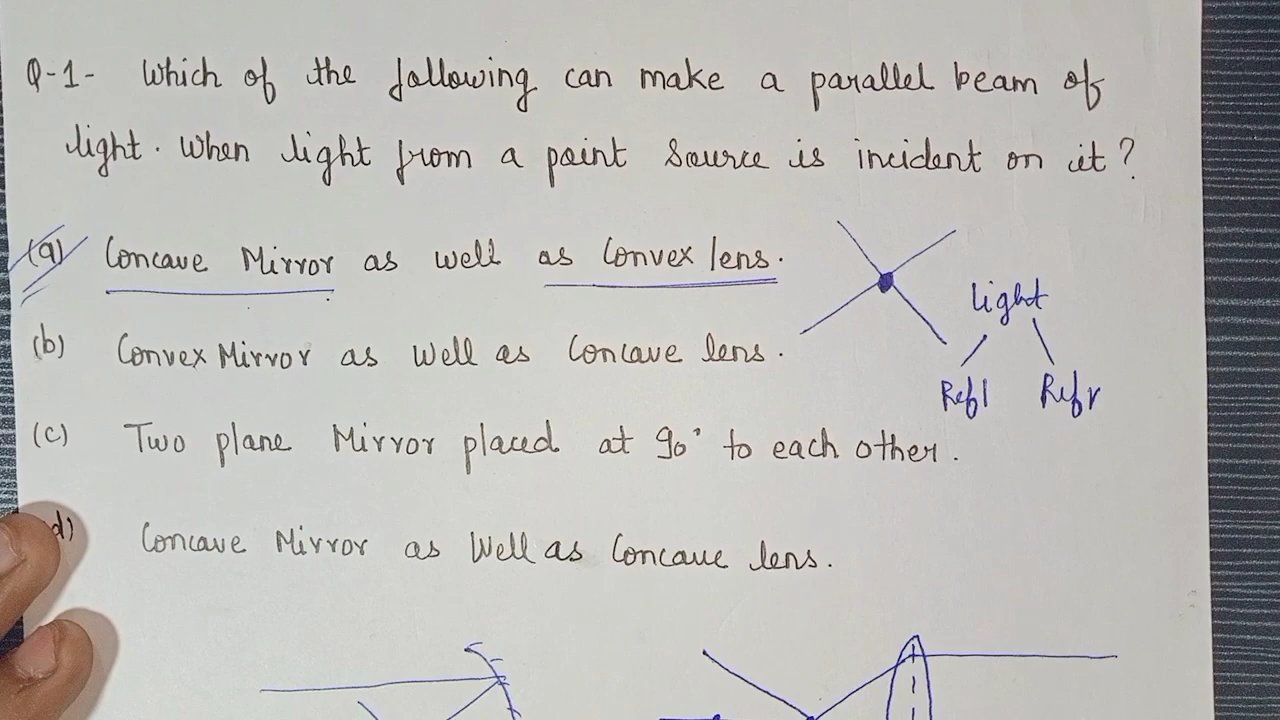 Q-1- Which of the following can make a parallel beam of
light. When light from a point Source is incident on it?
(a) Concave Mirror as well as Convex lens.
(b) Convex Mirror as well as Concave lens.
(c) Two plane Mirror placed at 90° to each other.
d) Concave Mirror as Well as Concave lens.
light
Refl Refr